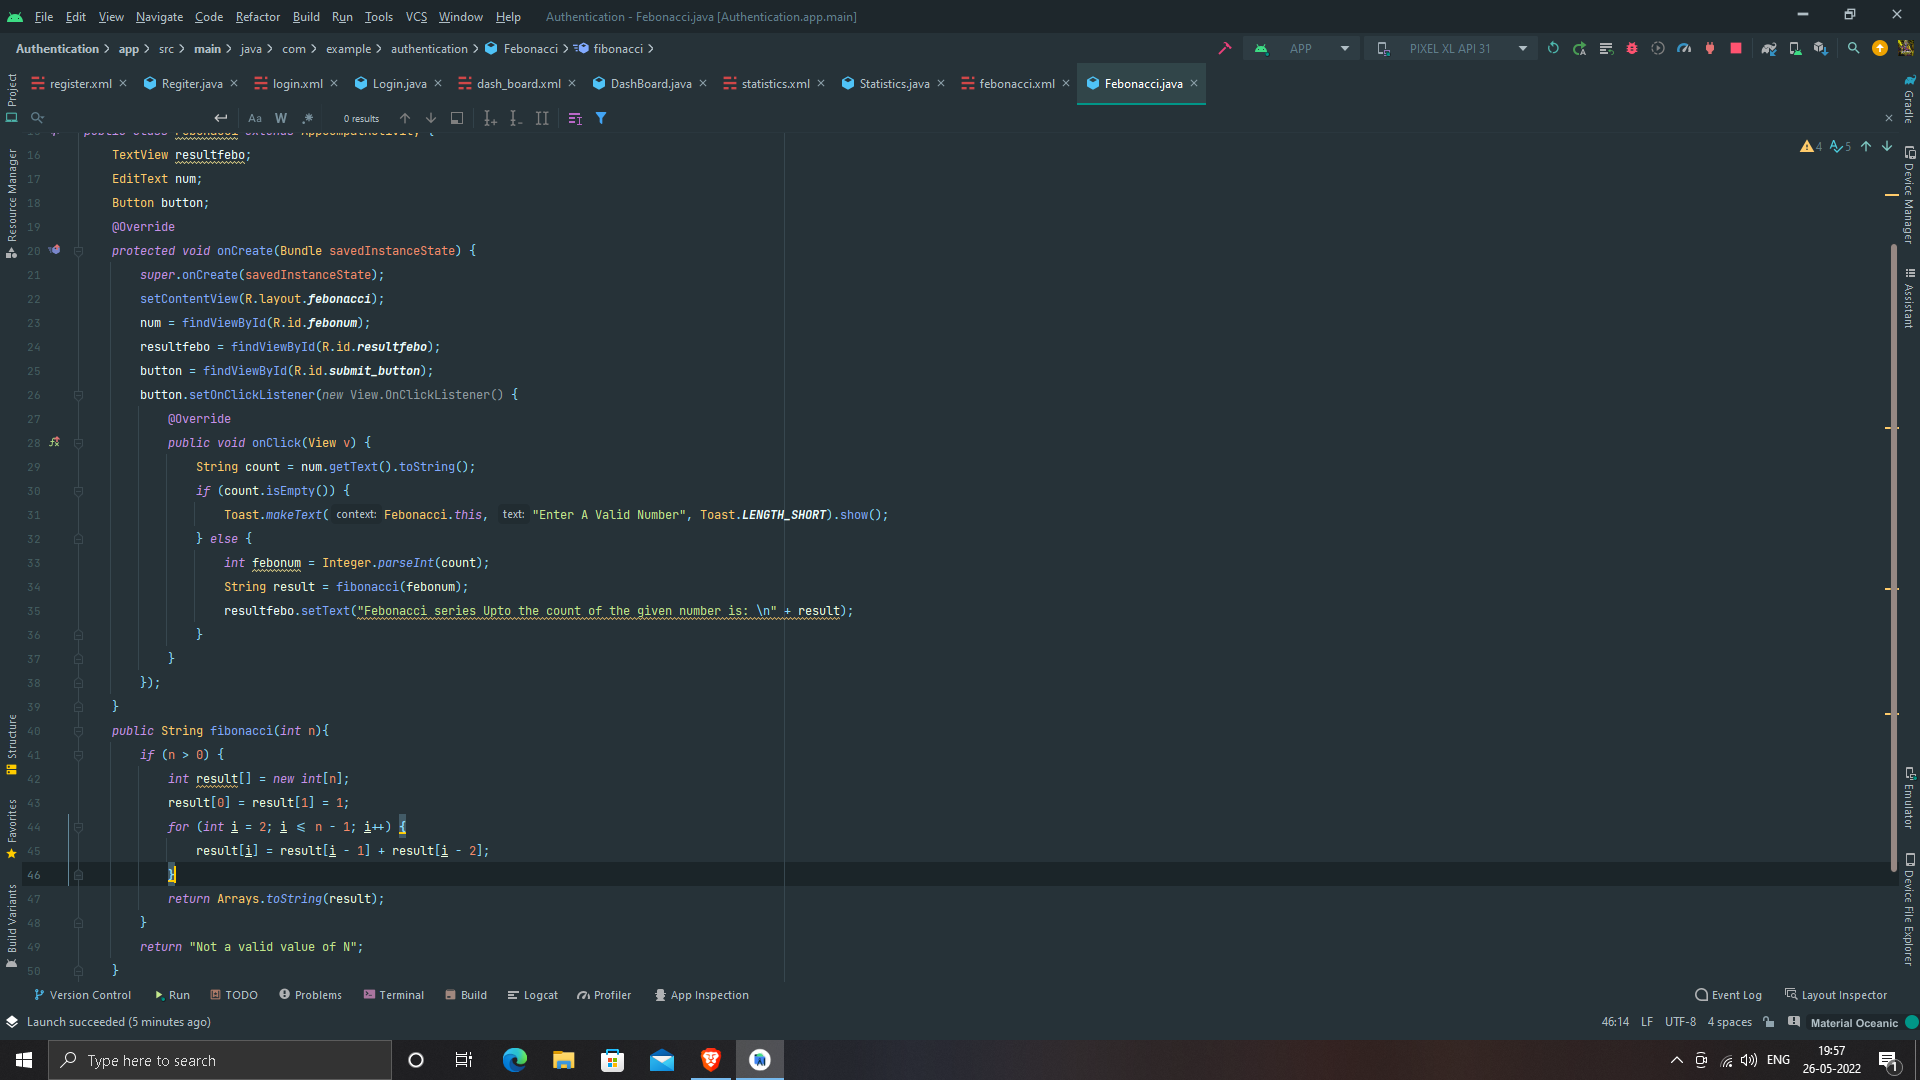 File Edit View Navigate Code Refactor Build Run Tools VCS Window Help Authentication - Febonacci.java [Authentication.app.main]
Authentication > app > src > main > java > com > example > authentication > Febonacci > fibonacci >
APP PIXEL XL API 31
register.xml Regiter.java login.xml Login.java dash_board.xml DashBoard.java statistics.xml Statistics.java febonacci.xml Febonacci.java
Aa W .* 0 results
4 5
public class Febonacci extends AppCompatActivity {
16 TextView resultfebo;
17 EditText num;
18 Button button;
19 @Override
20 protected void onCreate(Bundle savedInstanceState) {
21 super.onCreate(savedInstanceState);
22 setContentView(R.layout.febonacci);
23 num = findViewById(R.id.febonum);
24 resultfebo = findViewById(R.id.resultfebo);
25 button = findViewById(R.id.submit_button);
26 button.setOnClickListener(new View.OnClickListener() {
27 @Override
28 public void onClick(View v) {
29 String count = num.getText().toString();
30 if (count.isEmpty()) {
31 Toast.makeText( context: Febonacci.this, text: "Enter A Valid Number", Toast.LENGTH_SHORT).show();
32 } else {
33 int febonum = Integer.parseInt(count);
34 String result = fibonacci(febonum);
35 resultfebo.setText("Febonacci series Upto the count of the given number is: \n" + result);
36 }
37 }
38 });
39 }
40 public String fibonacci(int n){
41 if (n > 0) {
42 int result[] = new int[n];
43 result[0] = result[1] = 1;
44 for (int i = 2; i ⩽ n - 1; i++) {
45 result[i] = result[i - 1] + result[i - 2];
46 }
47 return Arrays.toString(result);
48 }
49 return "Not a valid value of N";
50 }
Project
Resource Manager
Structure
Favorites
Build Variants
Gradle
Device Manager
Assistant
Emulator
Device File Explorer
Version Control Run TODO Problems Terminal Build Logcat Profiler App Inspection Event Log Layout Inspector
Launch succeeded (5 minutes ago) 46:14 LF UTF-8 4 spaces Material Oceanic
Type here to search ENG 19:57
26-05-2022
1